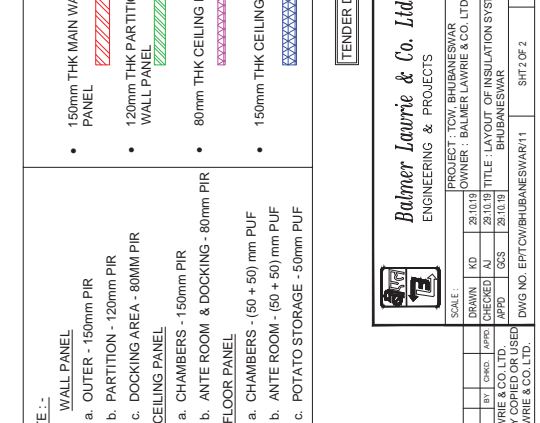 E :-
WALL PANEL
a. OUTER - 150mm PIR
b. PARTITION - 120mm PIR
c. DOCKING AREA - 80MM PIR
CEILING PANEL
a. CHAMBERS - 150mm PIR
b. ANTE ROOM & DOCKING - 80mm PIR
FLOOR PANEL
a. CHAMBERS - (50 + 50) mm PUF
b. ANTE ROOM - (50 + 50) mm PUF
c. POTATO STORAGE - 50mm PUF
• 150mm THK MAIN WA
PANEL
• 120mm THK PARTITI
WALL PANEL
• 80mm THK CEILING
• 150mm THK CEILING
TENDER D
Balmer Lawrie & Co. Ltd
ENGINEERING & PROJECTS
SCALE :
PROJECT : TCW, BHUBANESWAR
OWNER : BALMER LAWRIE & CO. LTD
DRAWN KD 29.10.19
CHECKED AJ 29.10.19
APPD GCS 29.10.19
TITLE : LAYOUT OF INSULATION SYS
BHUBANESWAR
BY CHKD. APPD.
WRIE & CO. LTD.
Y COPIED OR USED
WRIE & CO. LTD.
DWG NO. EP/TCW/BHUBANESWAR/11
SHT 2 OF 2